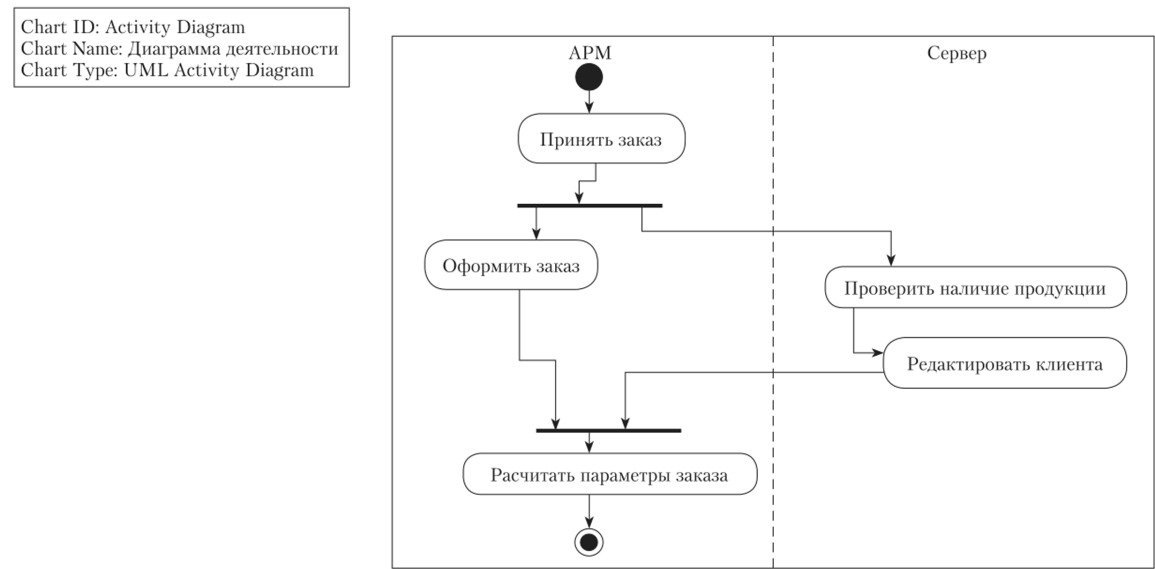 Chart ID: Activity Diagram
Chart Name: Диаграмма деятельности
Chart Type: UML Activity Diagram
АРМ
Сервер
Принять заказ
Оформить заказ
Проверить наличие продукции
Редактировать клиента
Расчитать параметры заказа